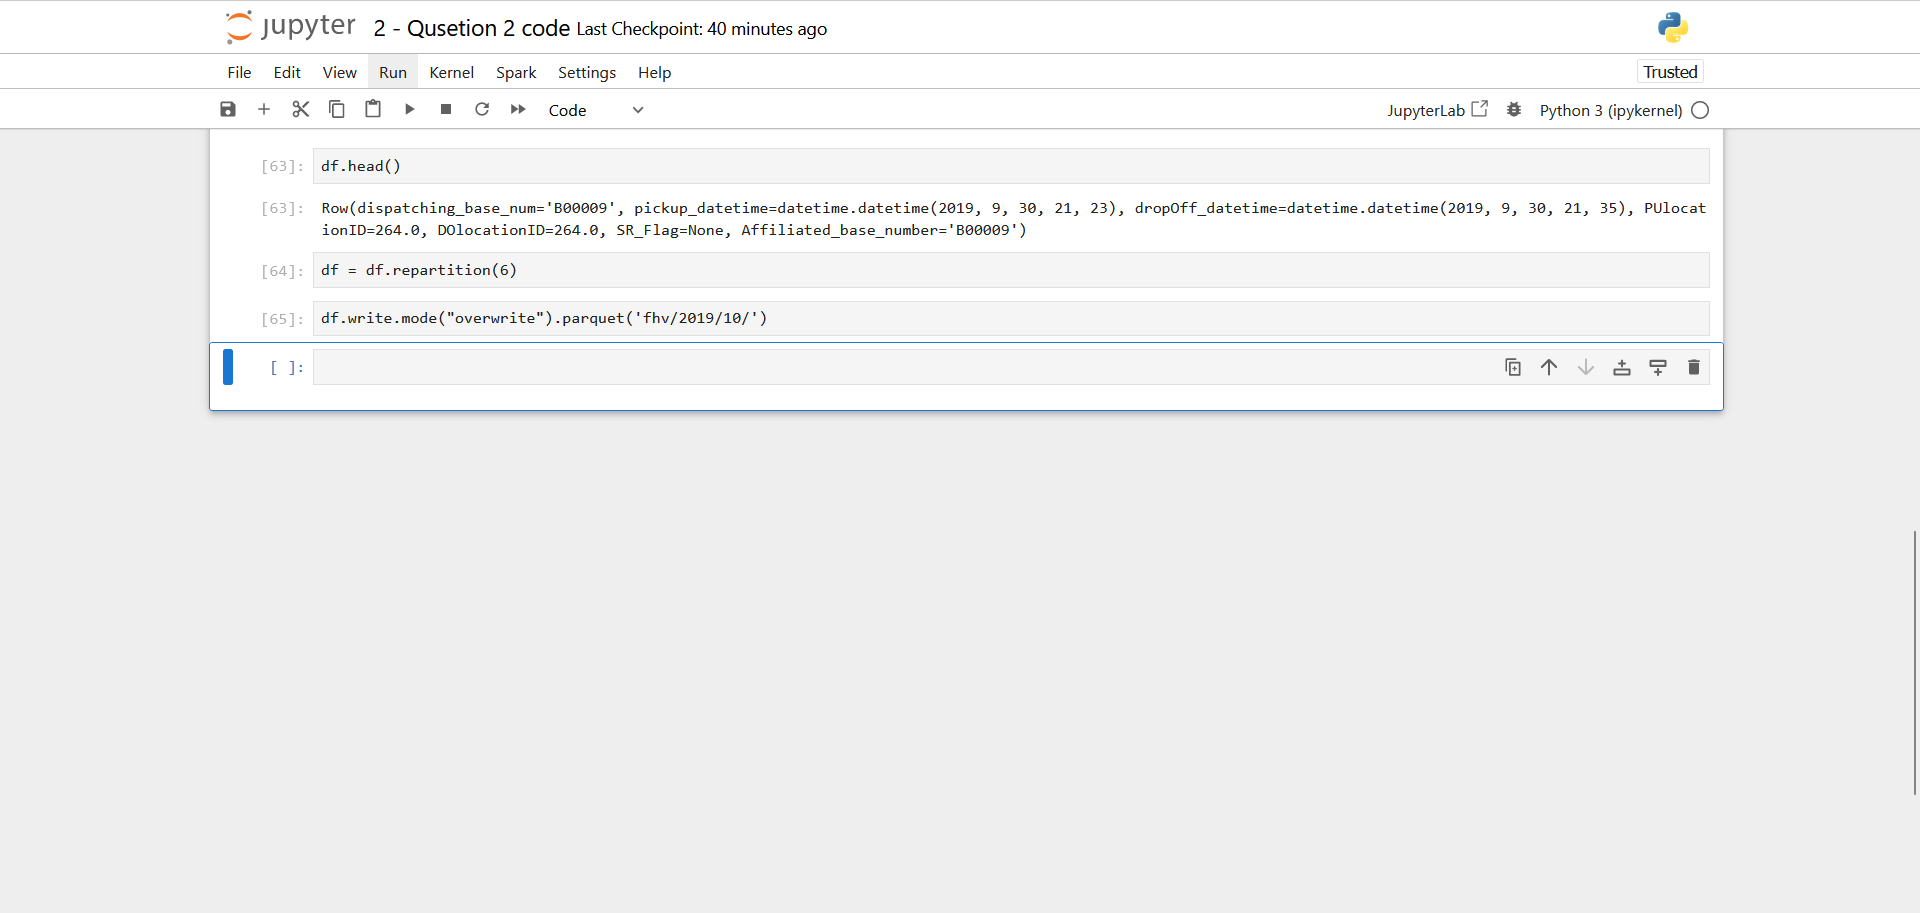 jupyter 2 - Qusetion 2 code Last Checkpoint: 40 minutes ago
File Edit View Run Kernel Spark Settings Help Trusted
Code JupyterLab Python 3 (ipykernel)
[63]: df.head()
[63]: Row(dispatching_base_num='B00009', pickup_datetime=datetime.datetime(2019, 9, 30, 21, 23), dropOff_datetime=datetime.datetime(2019, 9, 30, 21, 35), PUlocat
ionID=264.0, DOlocationID=264.0, SR_Flag=None, Affiliated_base_number='B00009')
[64]: df = df.repartition(6)
[65]: df.write.mode("overwrite").parquet('fhv/2019/10/')
[ ]: